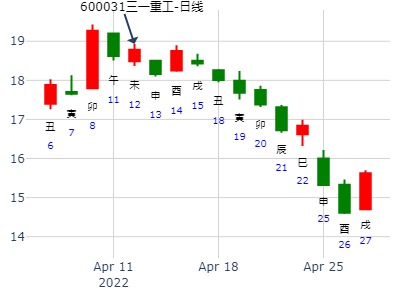 600031三一重工-日线
19
18
17
16
15
14
丑
6
寅
7
卯
8
午
11
未
12
申
13
酉
14
戌
15
丑
18
寅
19
卯
20
辰
21
巳
22
申
25
酉
26
戌
27
Apr 11
2022
Apr 18
Apr 25